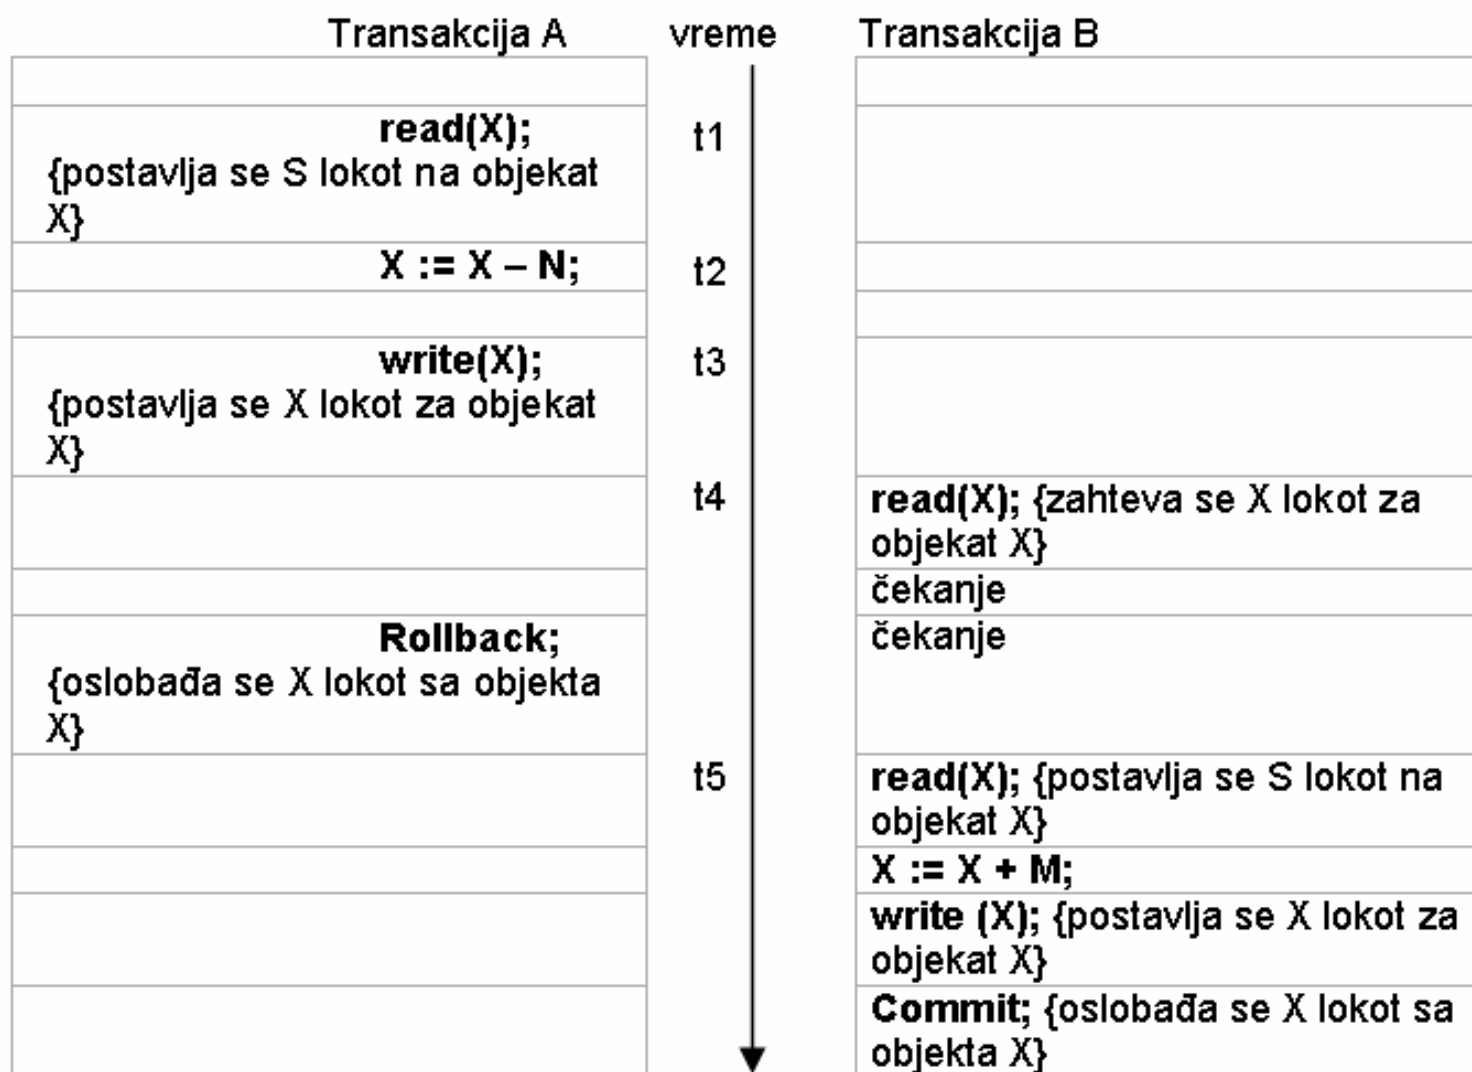 Transakcija A vreme Transakcija B
read(X); t1
{postavlja se S lokot na objekat
X}
X := X – N; t2
write(X); t3
{postavlja se X lokot za objekat
X}
t4 read(X); {zahteva se X lokot za
objekat X}
čekanje
Rollback; čekanje
{oslobađa se X lokot sa objekta
X}
t5 read(X); {postavlja se S lokot na
objekat X}
X := X + M;
write (X); {postavlja se X lokot za
objekat X}
Commit; {oslobađa se X lokot sa
objekta X}